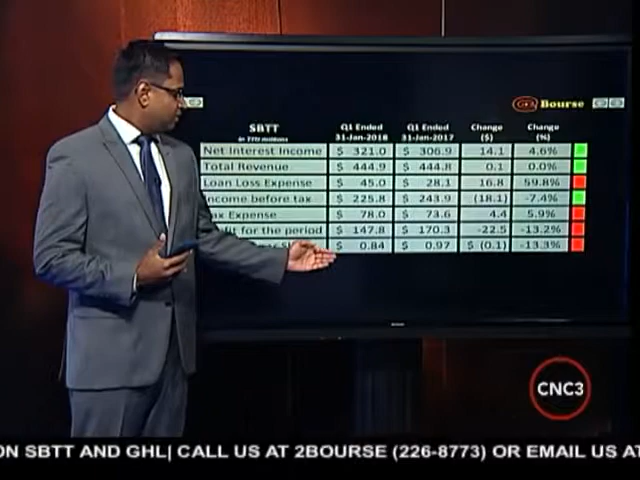 Bourse
SBTT
in TTD millions
Q1 Ended 31-Jan-2018
Q1 Ended 31-Jan-2017
Change ($)
Change (%)
Net Interest Income $ 321.0 $ 306.9 14.1 4.6%
Total Revenue $ 444.9 $ 444.8 0.1 0.0%
Loan Loss Expense $ 45.0 $ 28.1 16.8 59.8%
Income before tax $ 225.8 $ 243.9 (18.1) -7.4%
ax Expense $ 78.0 $ 73.6 4.4 5.9%
fit for the period $ 147.8 $ 170.3 -22.5 -13.2%
$ 0.84 $ 0.97 $ (0.1) -13.3%
CNC3
ON SBTT AND GHL| CALL US AT 2BOURSE (226-8773) OR EMAIL US AT